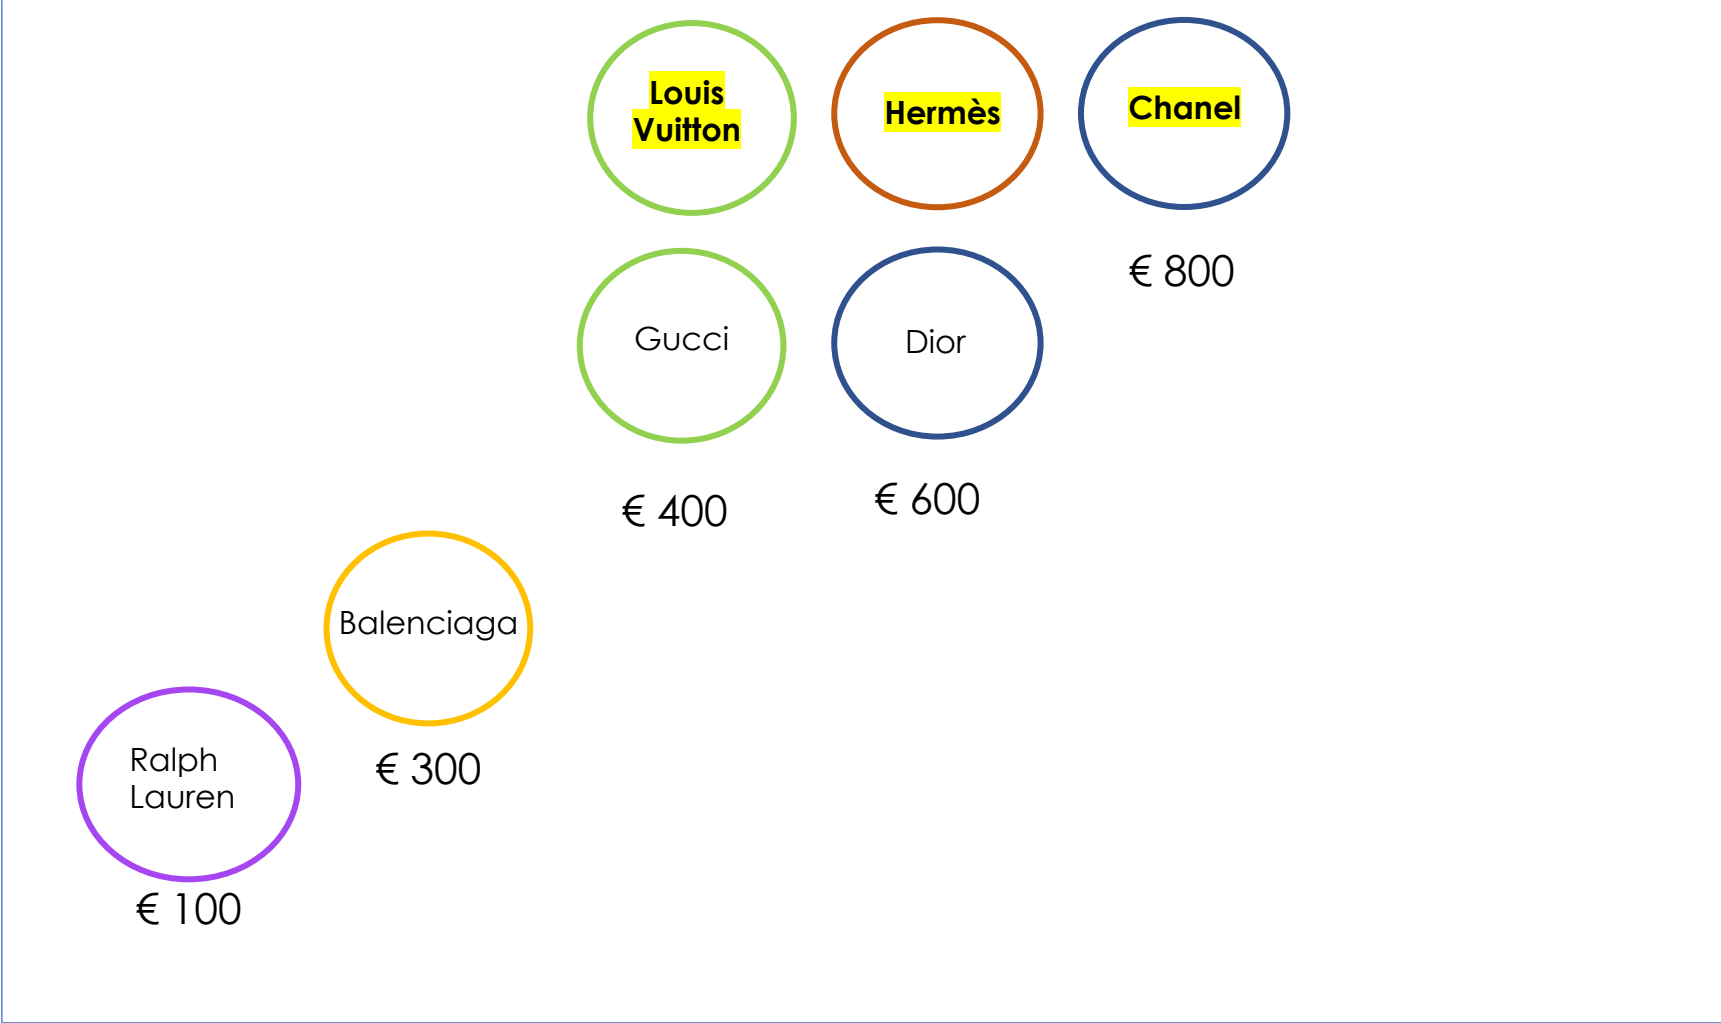 Louis
Vuitton
Hermès
Chanel
€ 800
Gucci
Dior
€ 400
€ 600
Balenciaga
€ 300
Ralph
Lauren
€ 100